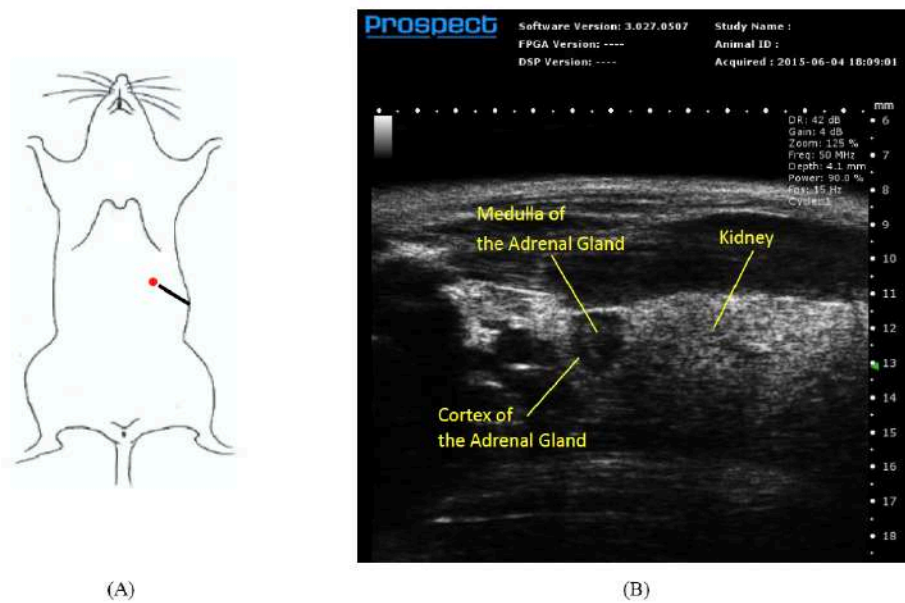 Prospect
Software Version: 3.027.0507
Study Name :
FPGA Version: ----
Animal ID :
DSP Version: ----
Acquired : 2015-06-04 18:09:01
mm
DR: 42 dB
Gain: 4 dB
Zoom: 125 %
Freq: 50 MHz
Depth: 4.1 mm
Power: 90.0 %
Fps: 15 Hz
6
7
8
9
10
11
12
13
14
15
16
17
18
Medulla of
the Adrenal Gland
Kidney
Cortex of
the Adrenal Gland
(A)
(B)